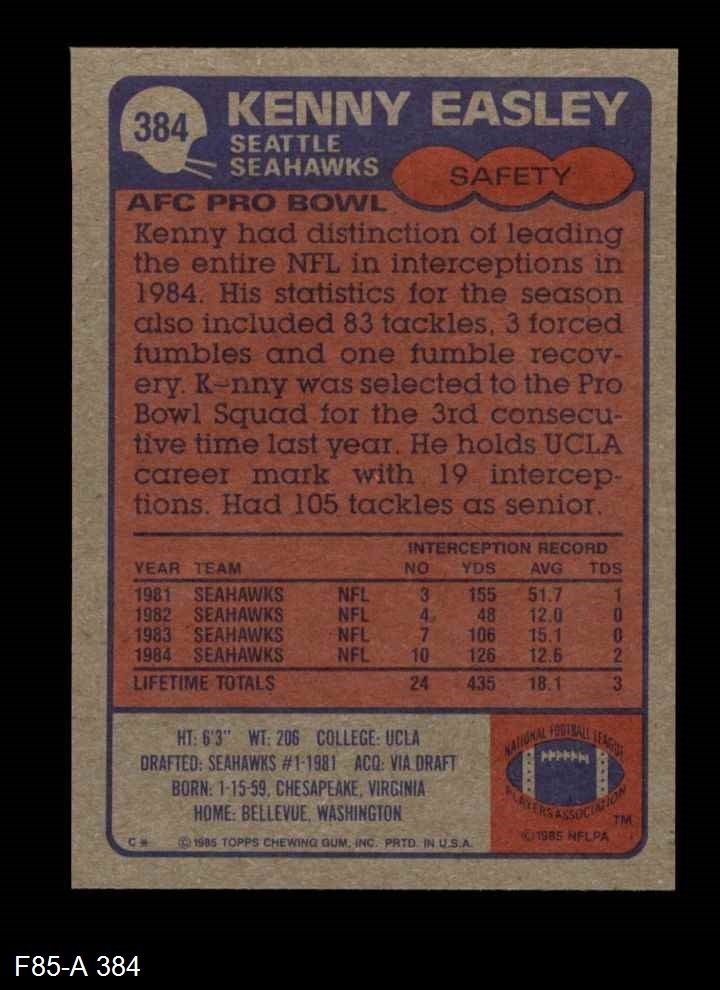 384
KENNY EASLEY
SEATTLE
SEAHAWKS
SAFETY
AFC PRO BOWL
Kenny had distinction of leading
the entire NFL in interceptions in
1984. His statistics for the season
also included 83 tackles, 3 forced
fumbles and one fumble recov-
ery. Kenny was selected to the Pro
Bowl Squad for the 3rd consecu-
tive time last year. He holds UCLA
career mark with 19 intercep-
tions. Had 105 tackles as senior.
INTERCEPTION RECORD
YEAR TEAM NO YDS AVG TDS
1981 SEAHAWKS NFL 3 155 51.7 1
1982 SEAHAWKS NFL 4 48 12.0 0
1983 SEAHAWKS NFL 7 106 15.1 0
1984 SEAHAWKS NFL 10 126 12.6 2
LIFETIME TOTALS 24 435 18.1 3
HT: 6'3" WT: 206 COLLEGE: UCLA
DRAFTED: SEAHAWKS #1-1981 ACQ: VIA DRAFT
BORN: 1-15-59, CHESAPEAKE, VIRGINIA
HOME: BELLEVUE, WASHINGTON
C* ©1985 TOPPS CHEWING GUM, INC. PRTD. IN U.S.A.
NATIONAL FOOTBALL LEAGUE
PLAYERS ASSOCIATION
TM
©1985 NFLPA
F85-A 384